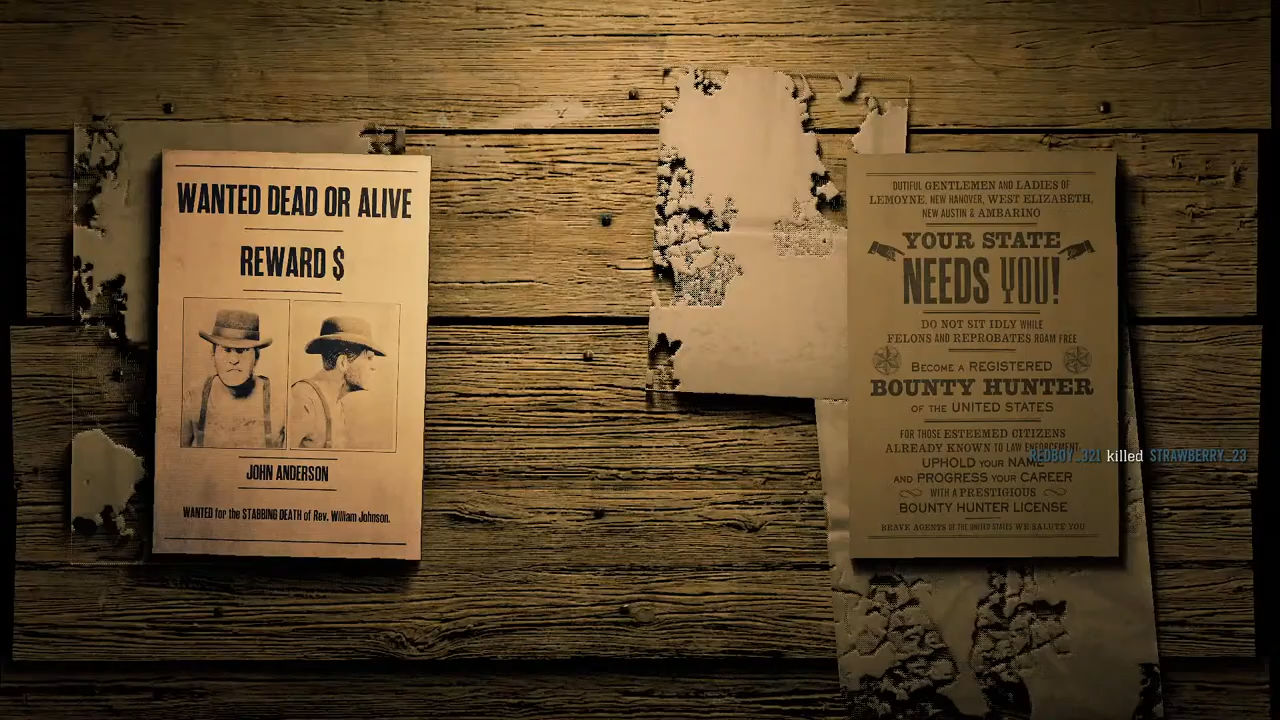 WANTED DEAD OR ALIVE
REWARD $
JOHN ANDERSON
WANTED for the STABBING DEATH of Rev. William Johnson.
DUTIFUL GENTLEMEN AND LADIES OF
LEMOYNE, NEW HANOVER, WEST ELIZABETH,
NEW AUSTIN & AMBARINO
YOUR STATE
NEEDS YOU!
DO NOT SIT IDLY WHILE
FELONS AND REPROBATES ROAM FREE
BECOME A REGISTERED
BOUNTY HUNTER
OF THE UNITED STATES
FOR THOSE ESTEEMED CITIZENS
ALREADY KNOWN TO LAW ENFORCEMENT
UPHOLD YOUR NAME
AND PROGRESS YOUR CAREER
WITH A PRESTIGIOUS
BOUNTY HUNTER LICENSE
BRAVE AGENTS OF THE UNITED STATES WE SALUTE YOU
REDBOY_321 killed STRAWBERRY_23